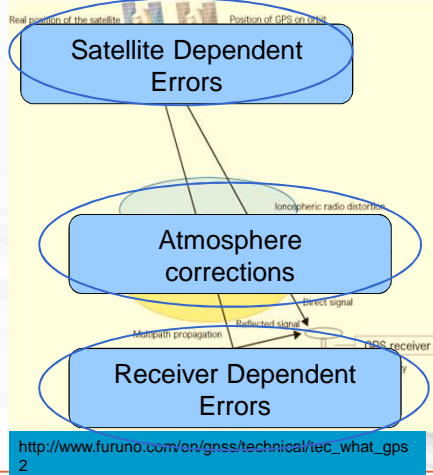 Real position of the satellite
Position of GPS on orbit
Satellite Dependent
Errors
Ionospheric radio distortion
Atmosphere
corrections
Direct signal
Reflected signal
Multipath propagation
GPS receiver
Receiver Dependent
Errors
http://www.furuno.com/en/gnss/technical/tec_what_gps
2